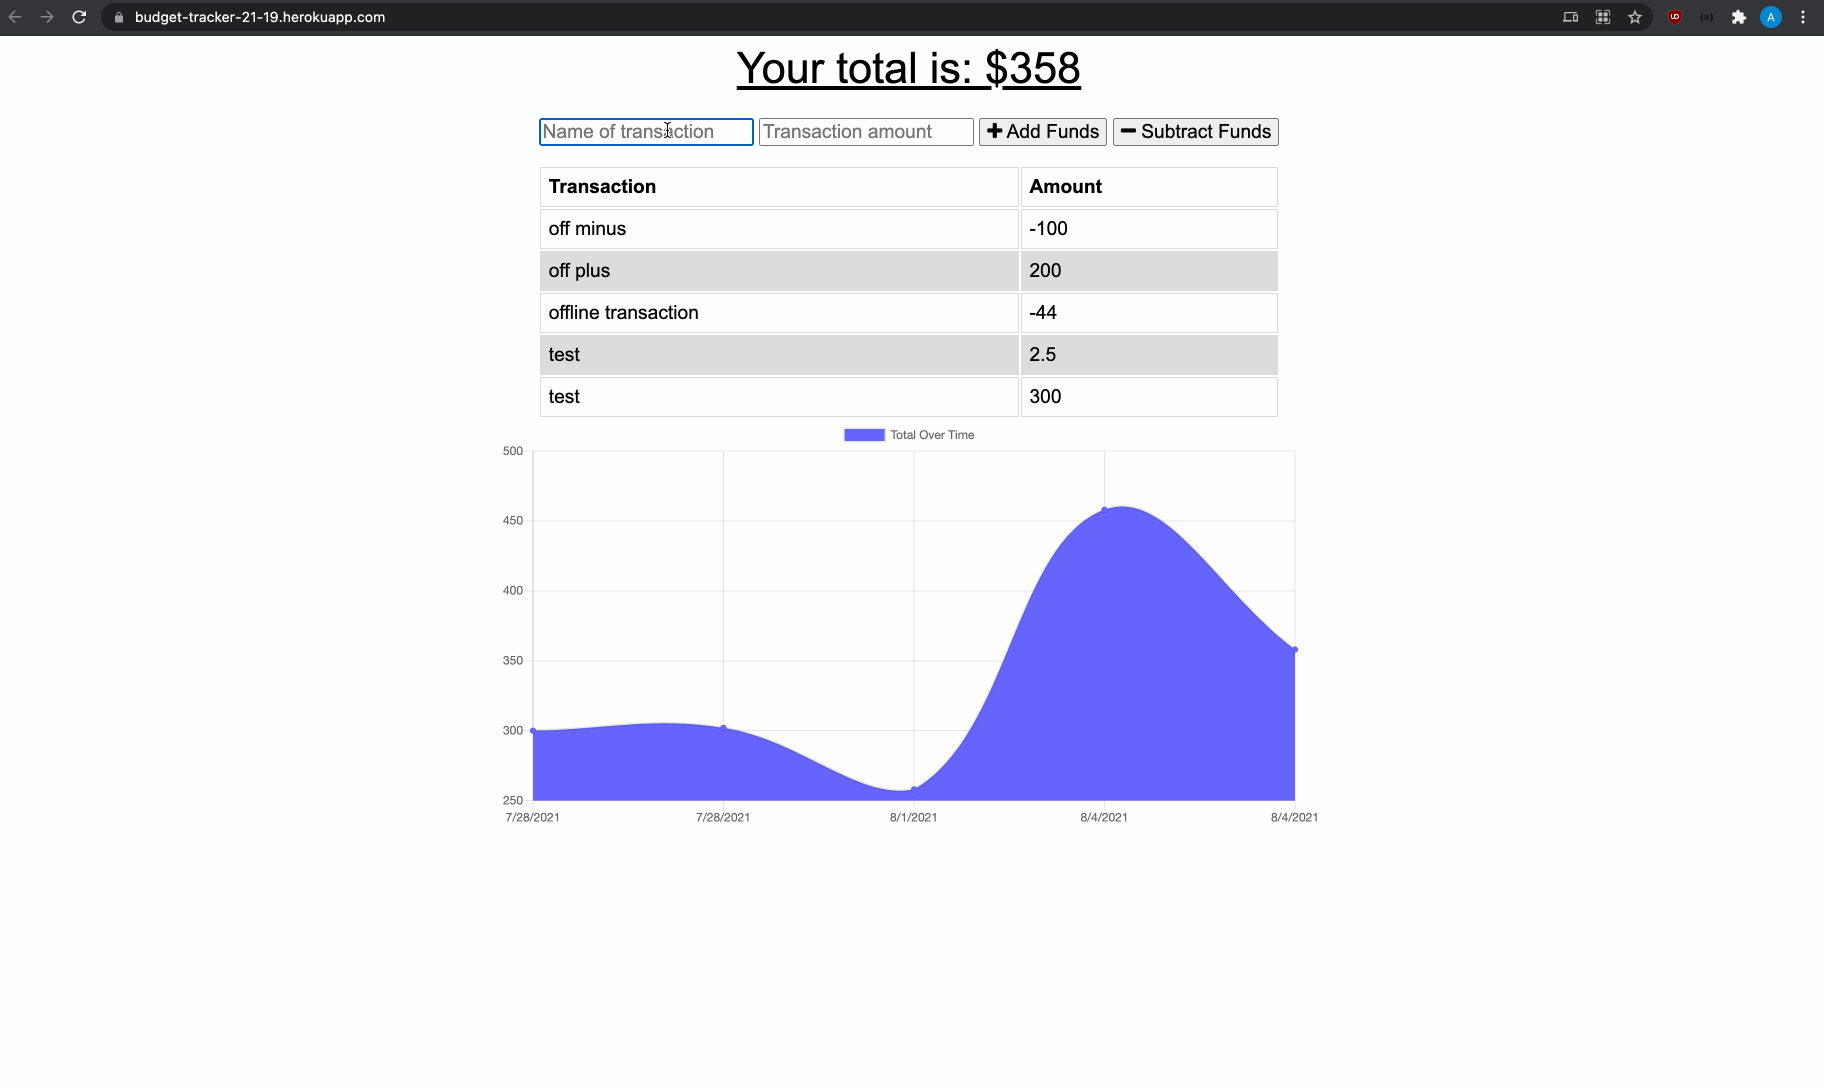 budget-tracker-21-19.herokuapp.com
A
Your total is: $358
Name of transaction Transaction amount Add Funds Subtract Funds
Transaction Amount
off minus -100
off plus 200
offline transaction -44
test 2.5
test 300
Total Over Time
500
450
400
350
300
250
7/28/2021 7/28/2021 8/1/2021 8/4/2021 8/4/2021